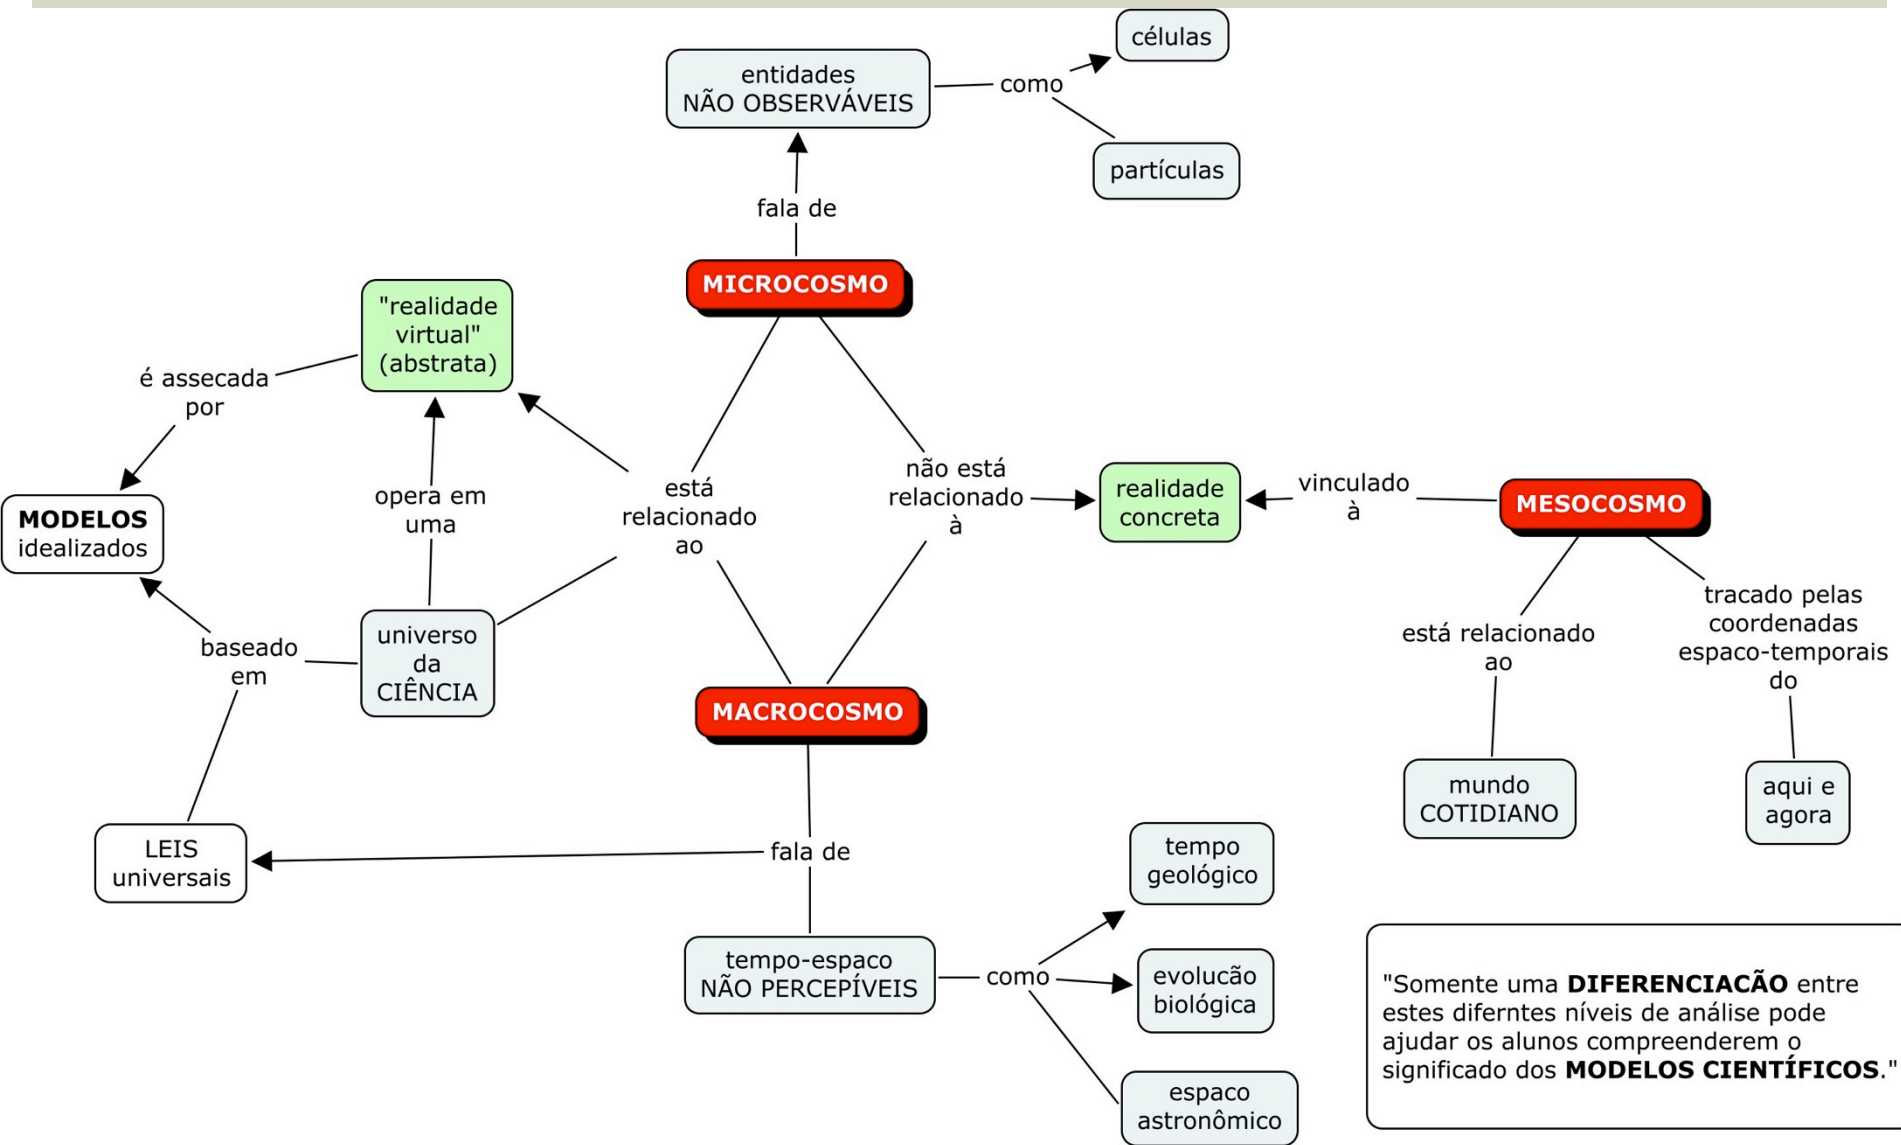 células
entidades
NÃO OBSERVÁVEIS
como
partículas
fala de
MICROCOSMO
"realidade
virtual"
(abstrata)
é assecada
por
MODELOS
idealizados
opera em
uma
está
relacionado
ao
não está
relacionado
à
realidade
concreta
vinculado
à
MESOCOSMO
está relacionado
ao
tracado pelas
coordenadas
espaco-temporais
do
baseado
em
universo
da
CIÊNCIA
MACROCOSMO
mundo
COTIDIANO
aqui e
agora
LEIS
universais
fala de
tempo
geológico
tempo-espaco
NÃO PERCEPÍVEIS
como
evolucão
biológica
espaco
astronômico
"Somente uma DIFERENCIACÃO entre
estes diferntes níveis de análise pode
ajudar os alunos compreenderem o
significado dos MODELOS CIENTÍFICOS."